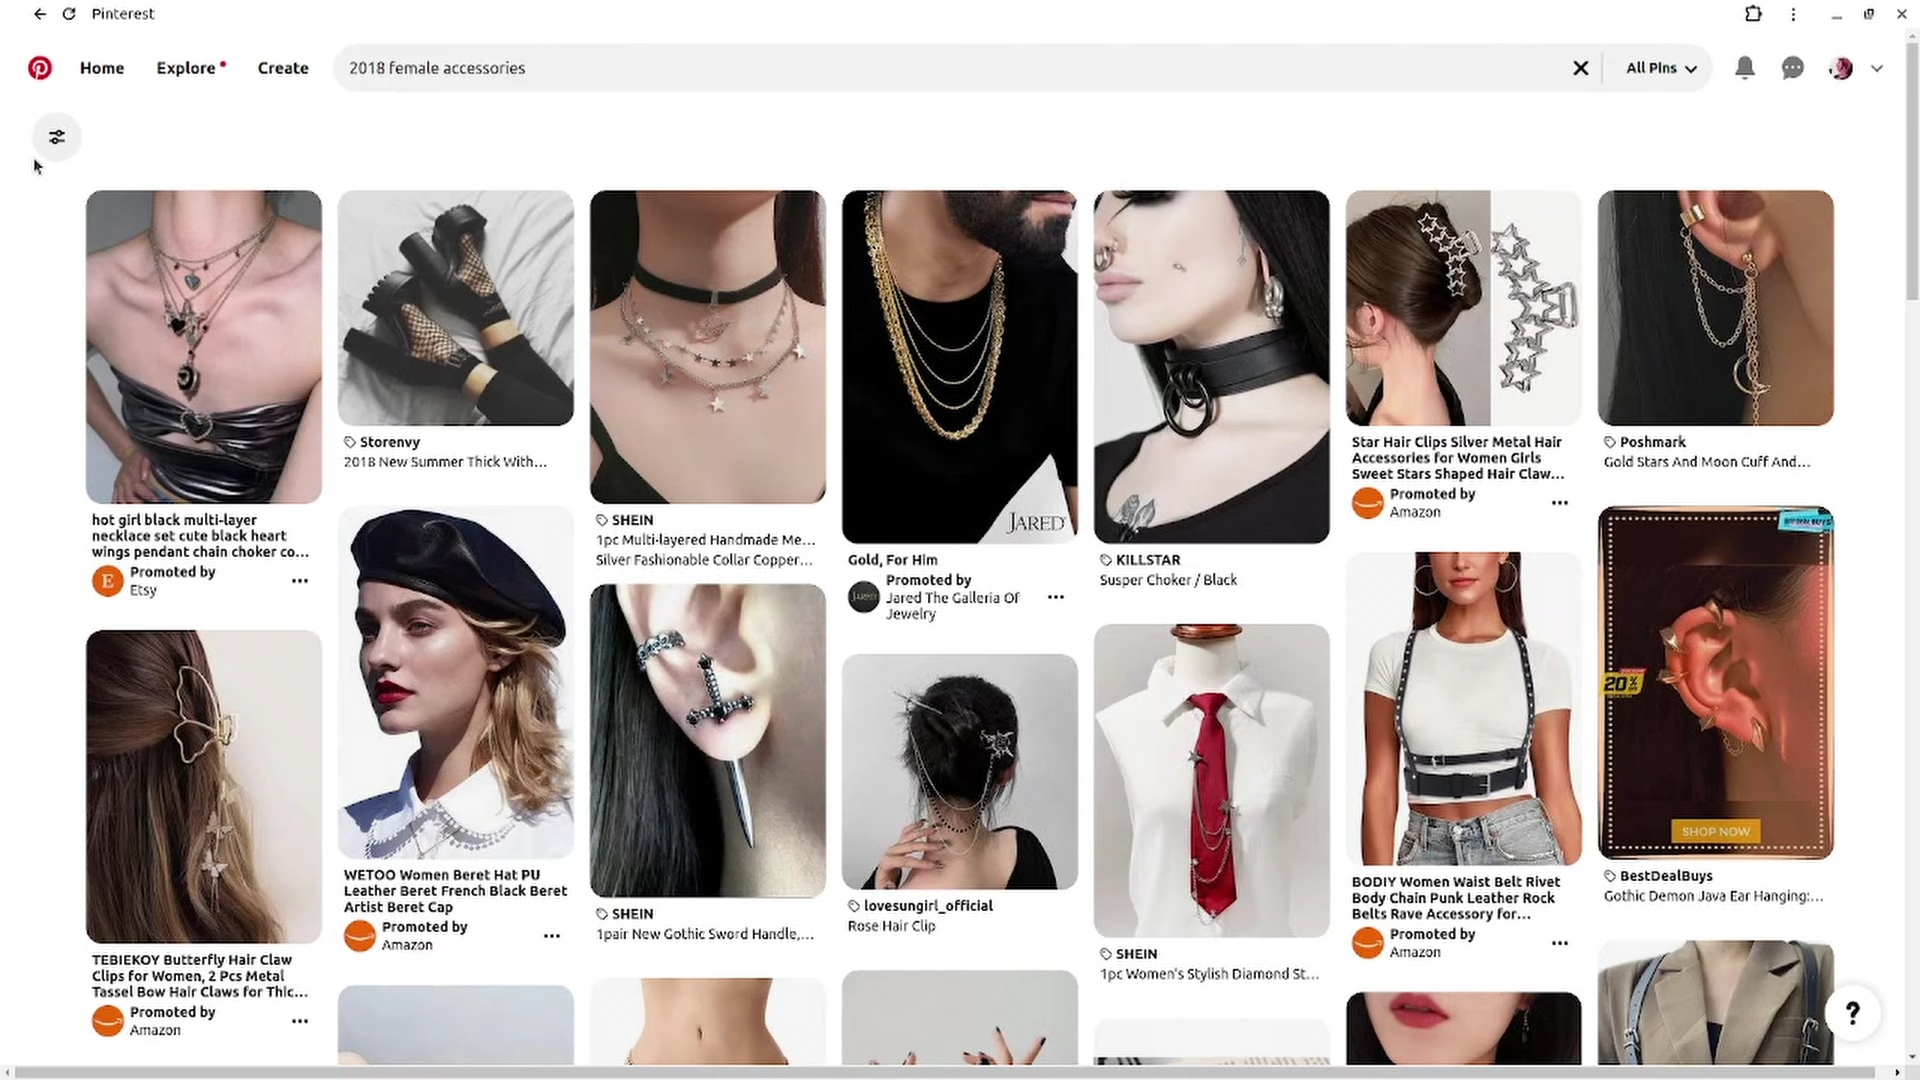 Pinterest
Home
Explore
Create
2018 female accessories
All Pins
hot girl black multi-layer
necklace set cute black heart
wings pendant chain choker co...
E
Promoted by
Etsy
TEBIEKOY Butterfly Hair Claw
Clips for Women, 2 Pcs Metal
Tassel Bow Hair Claws for Thic...
Promoted by
Amazon
Storenvy
2018 New Summer Thick With...
WETOO Women Beret Hat PU
Leather Beret French Black Beret
Artist Beret Cap
Promoted by
Amazon
SHEIN
1pc Multi-layered Handmade Me...
Silver Fashionable Collar Copper...
SHEIN
1pair New Gothic Sword Handle,...
JARED
Gold, For Him
Promoted by
Jared The Galleria Of
Jewelry
lovesungirl_official
Rose Hair Clip
KILLSTAR
Susper Choker / Black
SHEIN
1pc Women's Stylish Diamond St...
Star Hair Clips Silver Metal Hair
Accessories for Women Girls
Sweet Stars Shaped Hair Claw...
Promoted by
Amazon
BODIY Women Waist Belt Rivet
Body Chain Punk Leather Rock
Belts Rave Accessory for...
Promoted by
Amazon
Poshmark
Gold Stars And Moon Cuff And...
20%
SHOP NOW
BestDealBuys
Gothic Demon Java Ear Hanging:...
?